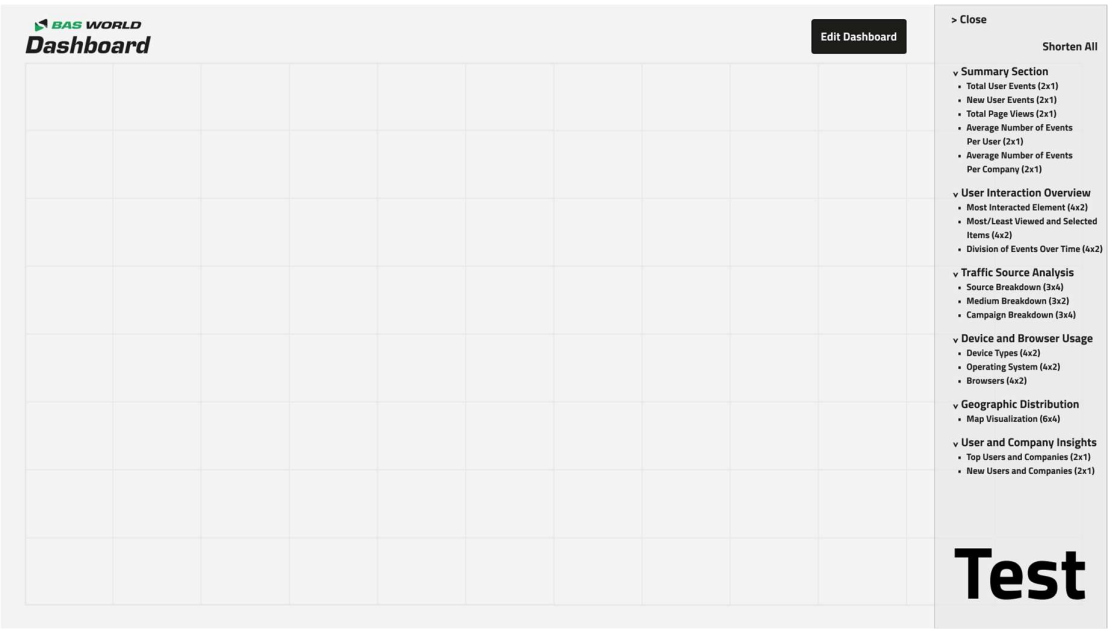 BAS WORLD
Dashboard
Edit Dashboard
> Close
Shorten All
v Summary Section
• Total User Events (2x1)
• New User Events (2x1)
• Total Page Views (2x1)
• Average Number of Events
Per User (2x1)
• Average Number of Events
Per Company (2x1)
v User Interaction Overview
• Most Interacted Element (4x2)
• Most/Least Viewed and Selected
Items (4x2)
• Division of Events Over Time (4x2)
v Traffic Source Analysis
• Source Breakdown (3x4)
• Medium Breakdown (3x2)
• Campaign Breakdown (3x4)
v Device and Browser Usage
• Device Types (4x2)
• Operating System (4x2)
• Browsers (4x2)
v Geographic Distribution
• Map Visualization (6x4)
v User and Company Insights
• Top Users and Companies (2x1)
• New Users and Companies (2x1)
Test